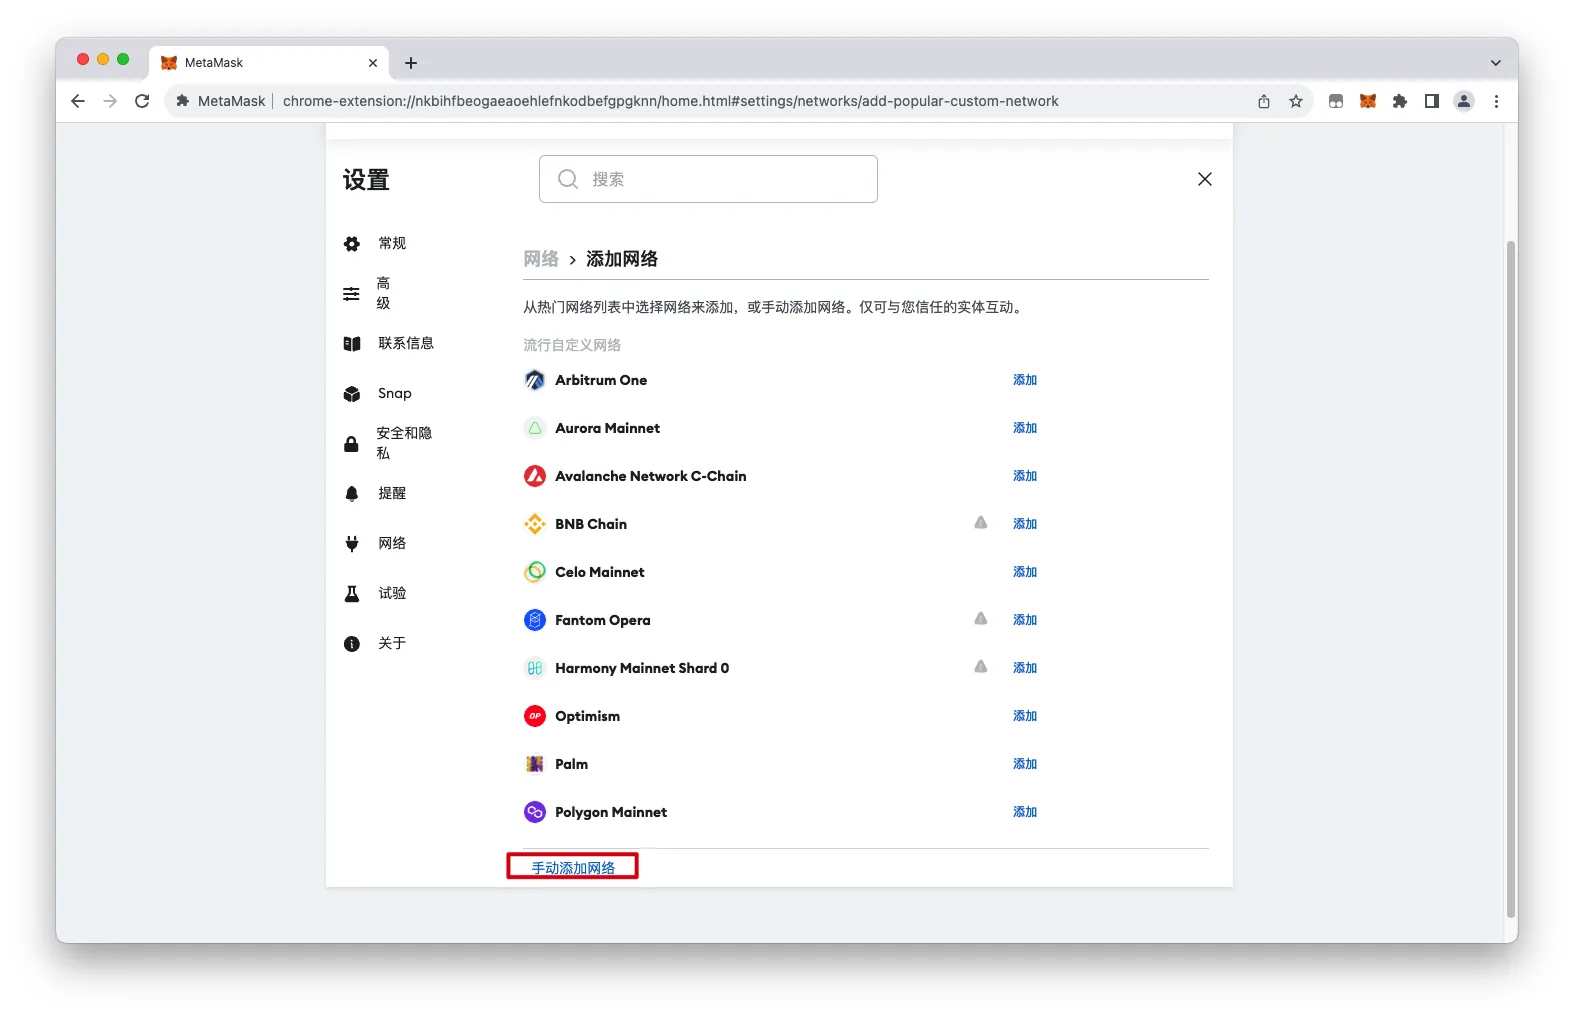 MetaMask
MetaMask
chrome-extension://nkbihfbeogaeaoehlefnkodbefgpgknn/home.html#settings/networks/add-popular-custom-network
设置
搜索
常规
高
级
联系信息
Snap
安全和隐
私
提醒
网络
试验
关于
网络 › 添加网络
从热门网络列表中选择网络来添加，或手动添加网络。仅可与您信任的实体互动。
流行自定义网络
Arbitrum One 添加
Aurora Mainnet 添加
Avalanche Network C-Chain 添加
BNB Chain 添加
Celo Mainnet 添加
Fantom Opera 添加
Harmony Mainnet Shard 0 添加
OP Optimism 添加
Palm 添加
Polygon Mainnet 添加
手动添加网络